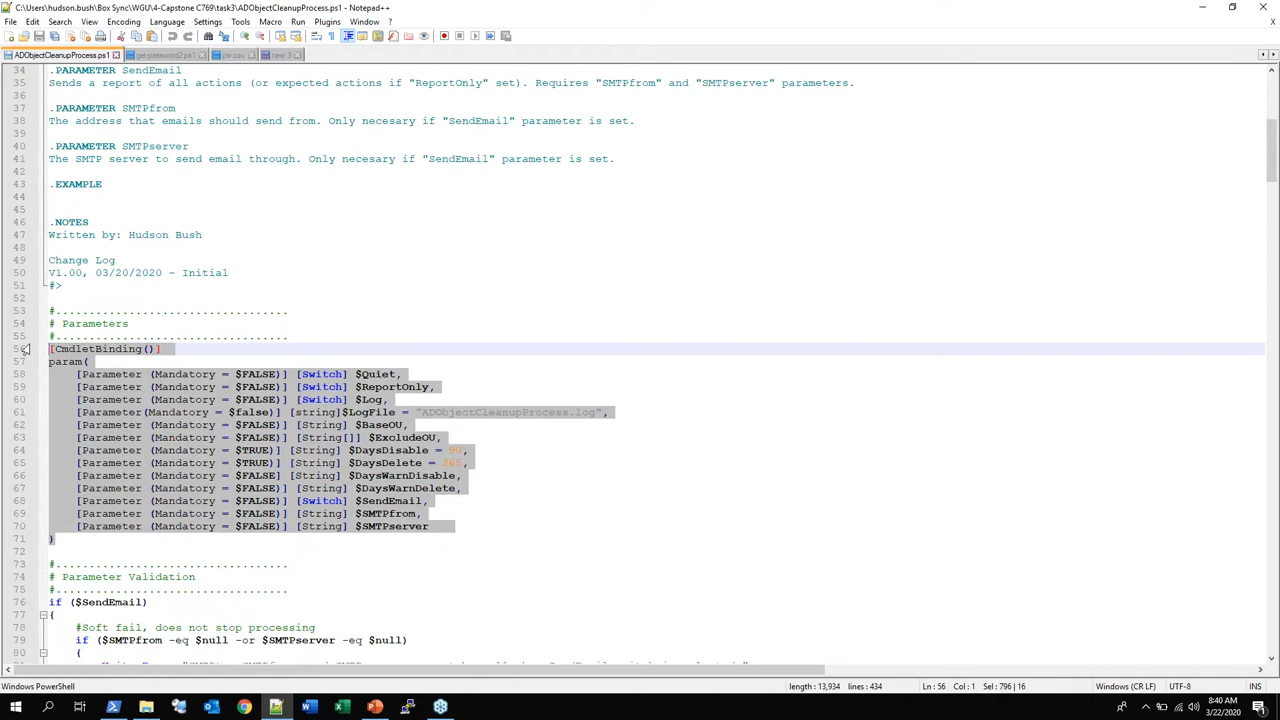 C:\Users\hudson.bush\Box Sync\WGU\4-Capstone C769\task3\ADObjectCleanupProcess.ps1 - Notepad++
File Edit Search View Encoding Language Settings Tools Macro Run Plugins Window ?
ADObjectCleanupProcess.ps1 get-password2.ps1 pw.sav new 3
34 .PARAMETER SendEmail
35 Sends a report of all actions (or expected actions if "ReportOnly" set). Requires "SMTPfrom" and "SMTPserver" parameters.
36
37 .PARAMETER SMTPfrom
38 The address that emails should send from. Only necesary if "SendEmail" parameter is set.
39
40 .PARAMETER SMTPserver
41 The SMTP server to send email through. Only necesary if "SendEmail" parameter is set.
42
43 .EXAMPLE
44
45
46 .NOTES
47 Written by: Hudson Bush
48
49 Change Log
50 V1.00, 03/20/2020 - Initial
51 #>
52
53 #..................................
54 # Parameters
55 #..................................
56 [CmdletBinding()]
57 param(
58 [Parameter (Mandatory = $FALSE)] [Switch] $Quiet,
59 [Parameter (Mandatory = $FALSE)] [Switch] $ReportOnly,
60 [Parameter (Mandatory = $FALSE)] [Switch] $Log,
61 [Parameter(Mandatory = $false)] [string]$LogFile = "ADObjectCleanupProcess.log",
62 [Parameter (Mandatory = $FALSE)] [String] $BaseOU,
63 [Parameter (Mandatory = $FALSE)] [String[]] $ExcludeOU,
64 [Parameter (Mandatory = $TRUE)] [String] $DaysDisable = 90,
65 [Parameter (Mandatory = $TRUE)] [String] $DaysDelete = 365,
66 [Parameter (Mandatory = $FALSE] [String] $DaysWarnDisable,
67 [Parameter (Mandatory = $FALSE)] [String] $DaysWarnDelete,
68 [Parameter (Mandatory = $FALSE)] [Switch] $SendEmail,
69 [Parameter (Mandatory = $FALSE)] [String] $SMTPfrom,
70 [Parameter (Mandatory = $FALSE)] [String] $SMTPserver
71 )
72
73 #..................................
74 # Parameter Validation
75 #..................................
76 if ($SendEmail)
77 {
78 #Soft fail, does not stop processing
79 if ($SMTPfrom -eq $null -or $SMTPserver -eq $null)
80 {
Windows PowerShell length : 13,934 lines : 434 Ln : 56 Col : 1 Sel : 796 | 16 Windows (CR LF) UTF-8 INS
8:40 AM
3/22/2020